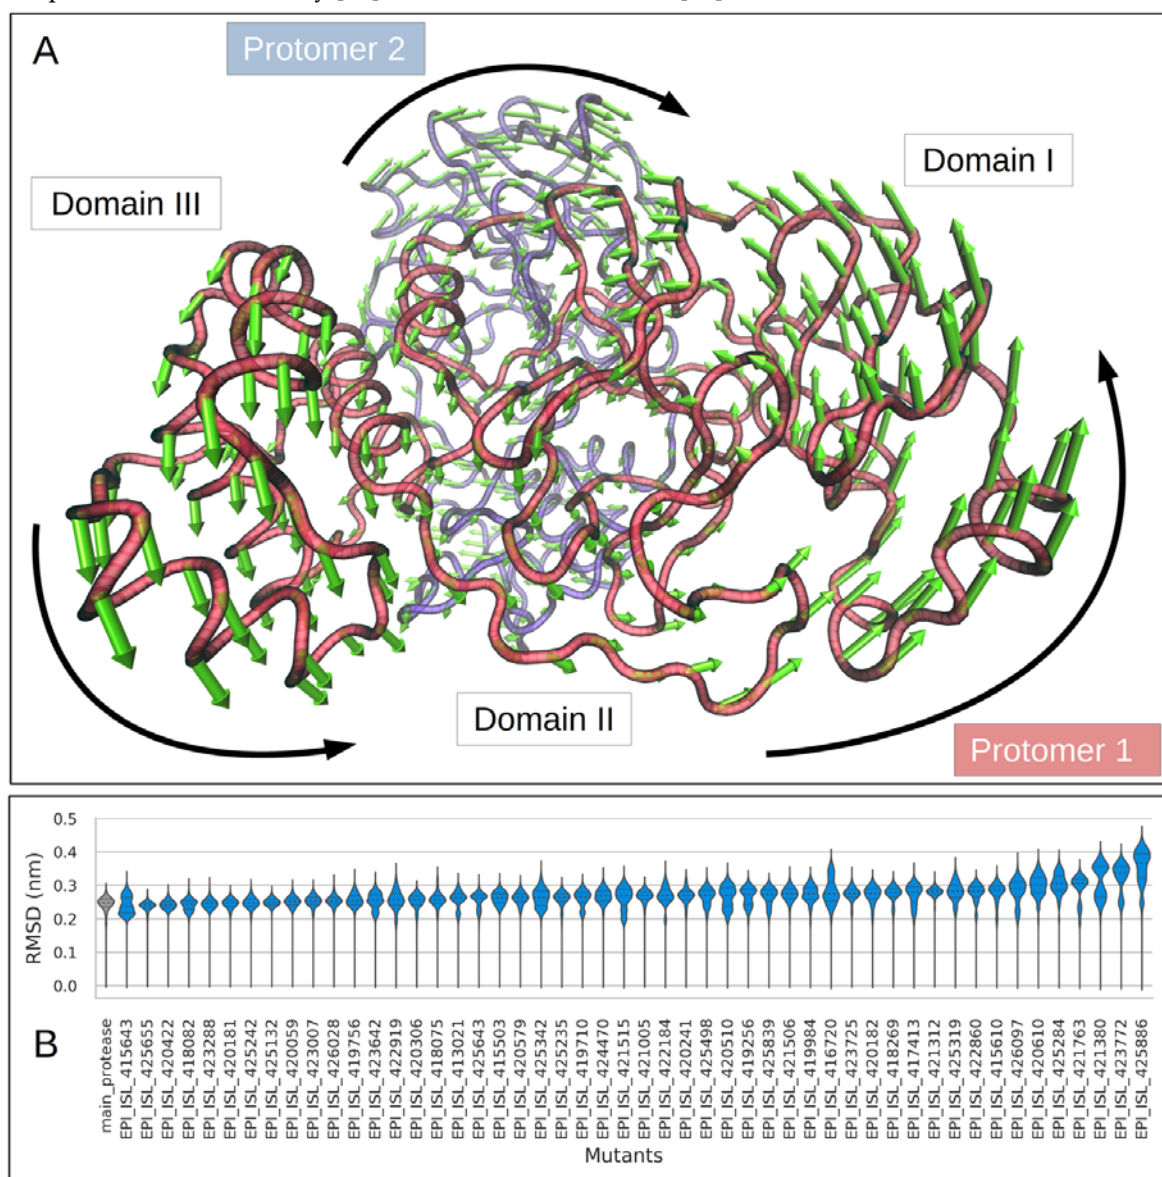 A
Protomer 2
Domain I
Domain III
Domain II
Protomer 1
0.5
0.4
0.3
0.2
0.1
0.0
RMSD (nm)
B
main_protease
EPI_ISL_415643
EPI_ISL_425655
EPI_ISL_420422
EPI_ISL_418082
EPI_ISL_423288
EPI_ISL_420181
EPI_ISL_425242
EPI_ISL_425132
EPI_ISL_420059
EPI_ISL_423007
EPI_ISL_426028
EPI_ISL_419756
EPI_ISL_423642
EPI_ISL_422919
EPI_ISL_420306
EPI_ISL_418075
EPI_ISL_413021
EPI_ISL_425643
EPI_ISL_415503
EPI_ISL_420579
EPI_ISL_425342
EPI_ISL_425235
EPI_ISL_419710
EPI_ISL_424470
EPI_ISL_421515
EPI_ISL_421005
EPI_ISL_422184
EPI_ISL_420241
EPI_ISL_425498
EPI_ISL_420510
EPI_ISL_419256
EPI_ISL_425839
EPI_ISL_421506
EPI_ISL_419984
EPI_ISL_416720
EPI_ISL_423725
EPI_ISL_420182
EPI_ISL_418269
EPI_ISL_417413
EPI_ISL_421312
EPI_ISL_425319
EPI_ISL_422860
EPI_ISL_415610
EPI_ISL_426097
EPI_ISL_420610
EPI_ISL_425284
EPI_ISL_421763
EPI_ISL_421380
EPI_ISL_423772
EPI_ISL_425886
Mutants